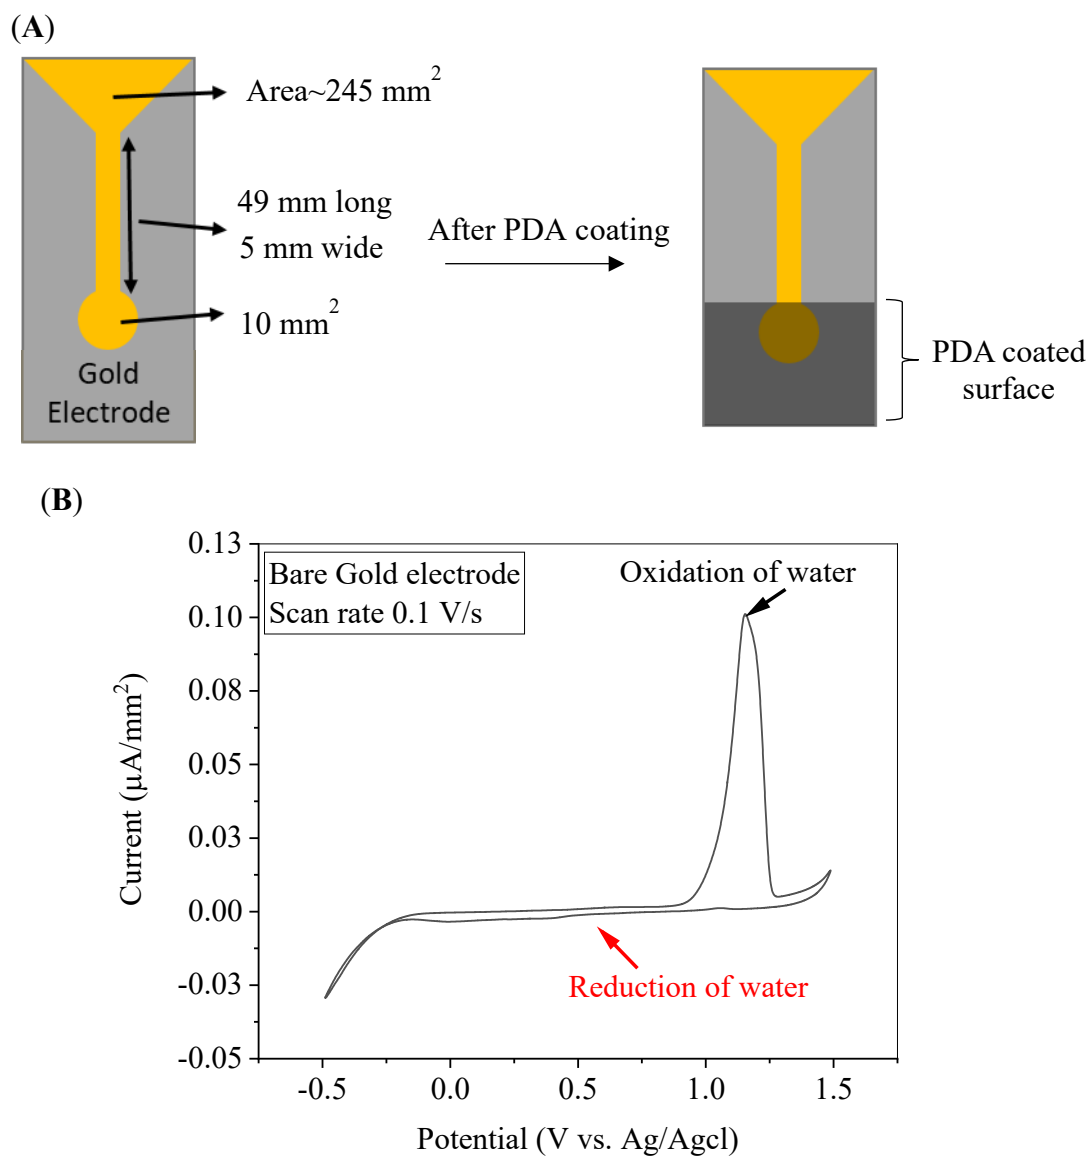 (A)
Area~245 mm²
49 mm long
5 mm wide
10 mm²
Gold
Electrode
After PDA coating
PDA coated
surface
(B)
Bare Gold electrode
Scan rate 0.1 V/s
Oxidation of water
Reduction of water
0.13
0.10
0.08
0.05
0.03
0.00
-0.03
-0.05
Current (µA/mm²)
-0.5 0.0 0.5 1.0 1.5
Potential (V vs. Ag/Agcl)